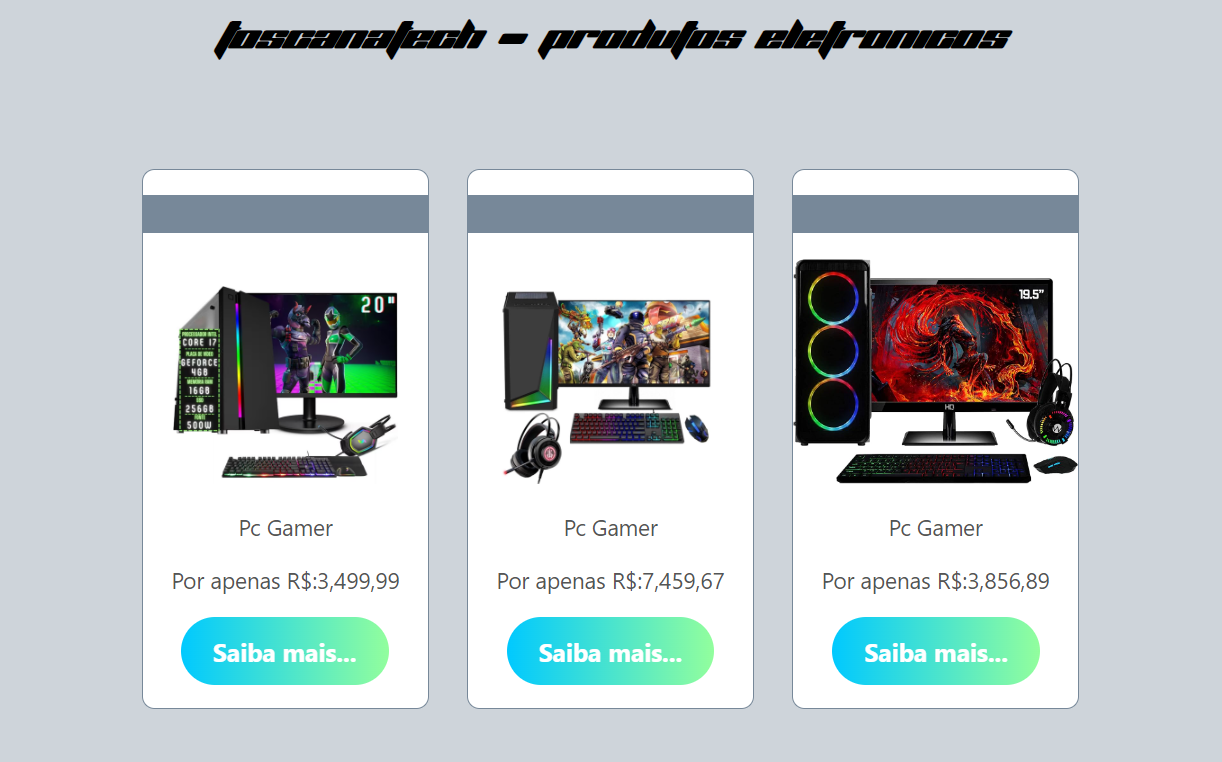 toscanatech - produtos eletronicos
20"
PROCESSADOR INTEL
CORE I7
PLACA DE VÍDEO
GEFORCE
4GB
MEMÓRIA RAM
16GB
SSD
256GB
FONTE
500W
19.5"
HQ
Pc Gamer
Pc Gamer
Pc Gamer
Por apenas R$:3,499,99
Por apenas R$:7,459,67
Por apenas R$:3,856,89
Saiba mais...
Saiba mais...
Saiba mais...